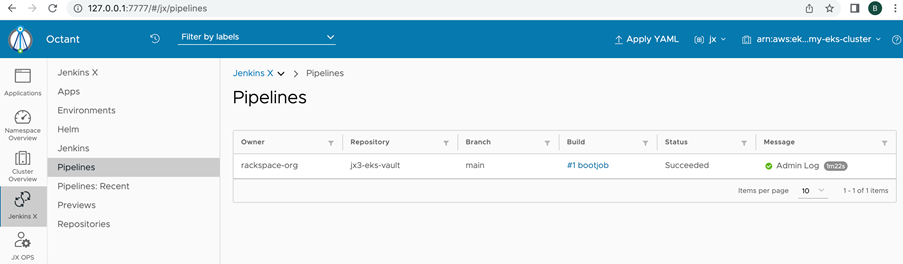 127.0.0.1:7777/#/jx/pipelines
B
Octant
Filter by labels
Apply YAML
jx
arn:aws:ek...my-eks-cluster
Applications
Namespace
Overview
Cluster
Overview
Jenkins X
JX OPS
Jenkins X
Apps
Environments
Helm
Jenkins
Pipelines
Pipelines: Recent
Previews
Repositories
Jenkins X > Pipelines
Pipelines
Owner Repository Branch Build Status Message
rackspace-org jx3-eks-vault main #1 bootjob Succeeded Admin Log 1m22s
Items per page 10 1 - 1 of 1 items